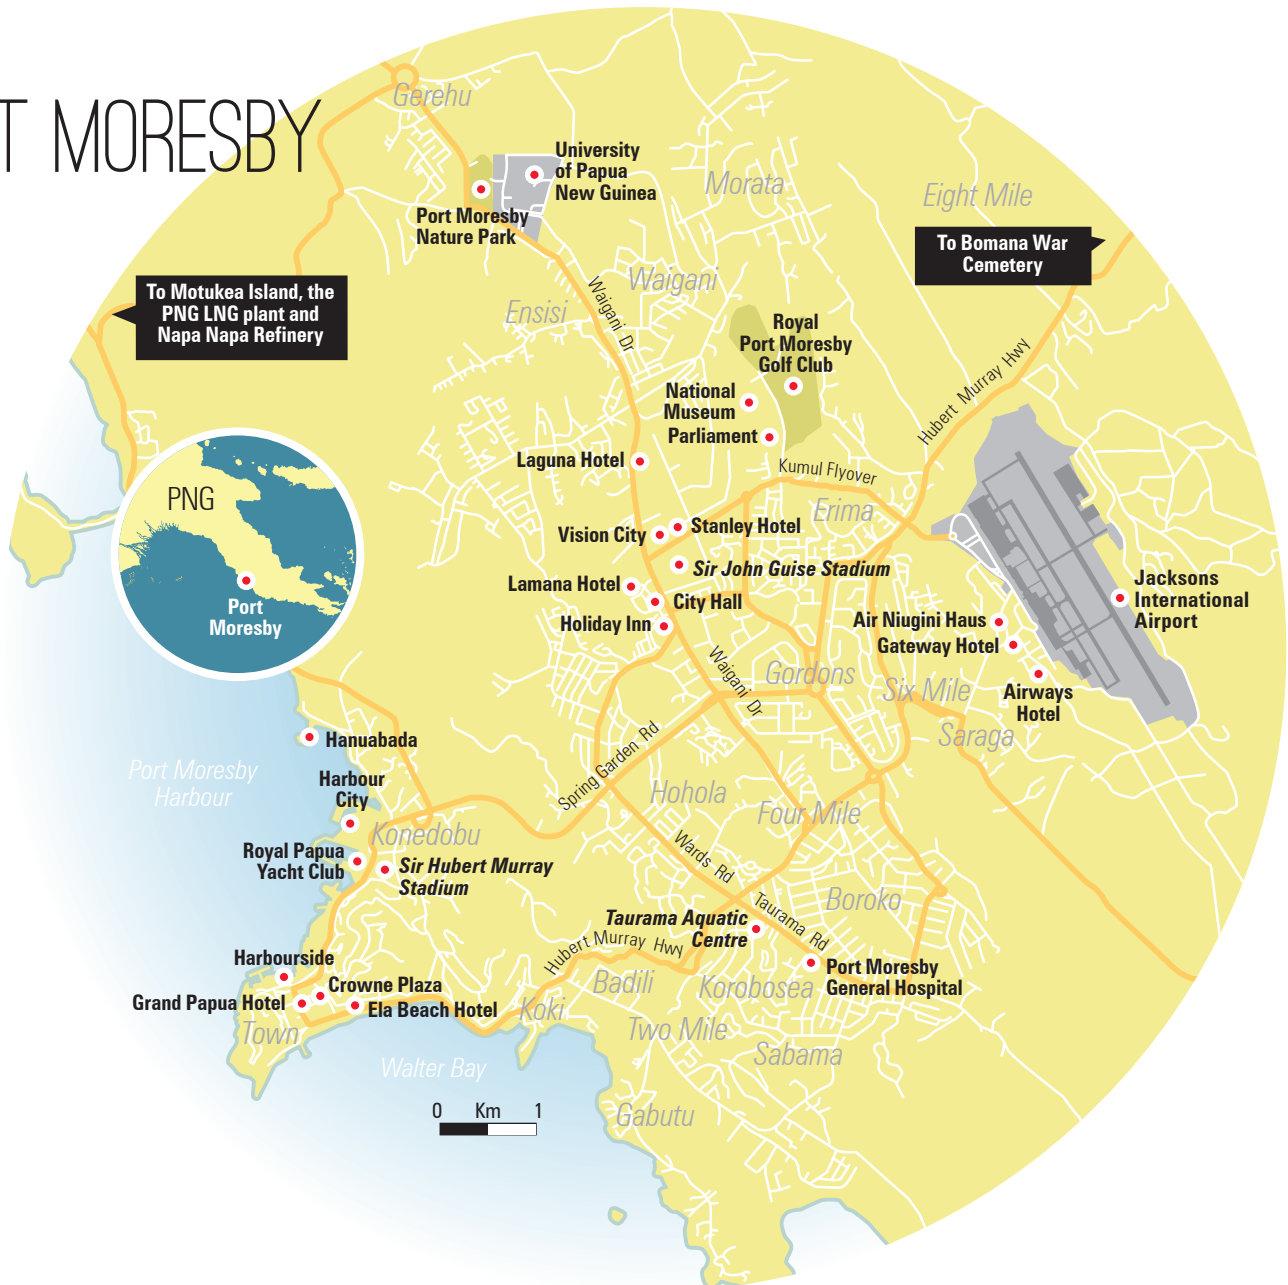 T MORESBY
Gerehu
University
of Papua
New Guinea
Port Moresby
Nature Park
Morata
Eight Mile
To Bomana War
Cemetery
Waigani
Ensisi
Waigani Dr
To Motukea Island, the
PNG LNG plant and
Napa Napa Refinery
Royal
Port Moresby
Golf Club
National
Museum
Parliament
Hubert Murray Hwy
Laguna Hotel
Kumul Flyover
Erima
PNG
Port
Moresby
Vision City
Stanley Hotel
Sir John Guise Stadium
Lamana Hotel
City Hall
Holiday Inn
Jacksons
International
Airport
Air Niugini Haus
Gateway Hotel
Airways
Hotel
Waigani Dr
Gordons
Six Mile
Saraga
Hanuabada
Port Moresby
Harbour
Harbour
City
Spring Garden Rd
Hohola
Four Mile
Konedobu
Royal Papua
Yacht Club
Sir Hubert Murray
Stadium
Wards Rd
Boroko
Taurama Aquatic
Centre
Taurama Rd
Hubert Murray Hwy
Harbourside
Badili
Korobosea
Port Moresby
General Hospital
Crowne Plaza
Grand Papua Hotel
Ela Beach Hotel
Koki
Town
Two Mile
Sabama
Walter Bay
0 Km 1
Gabutu